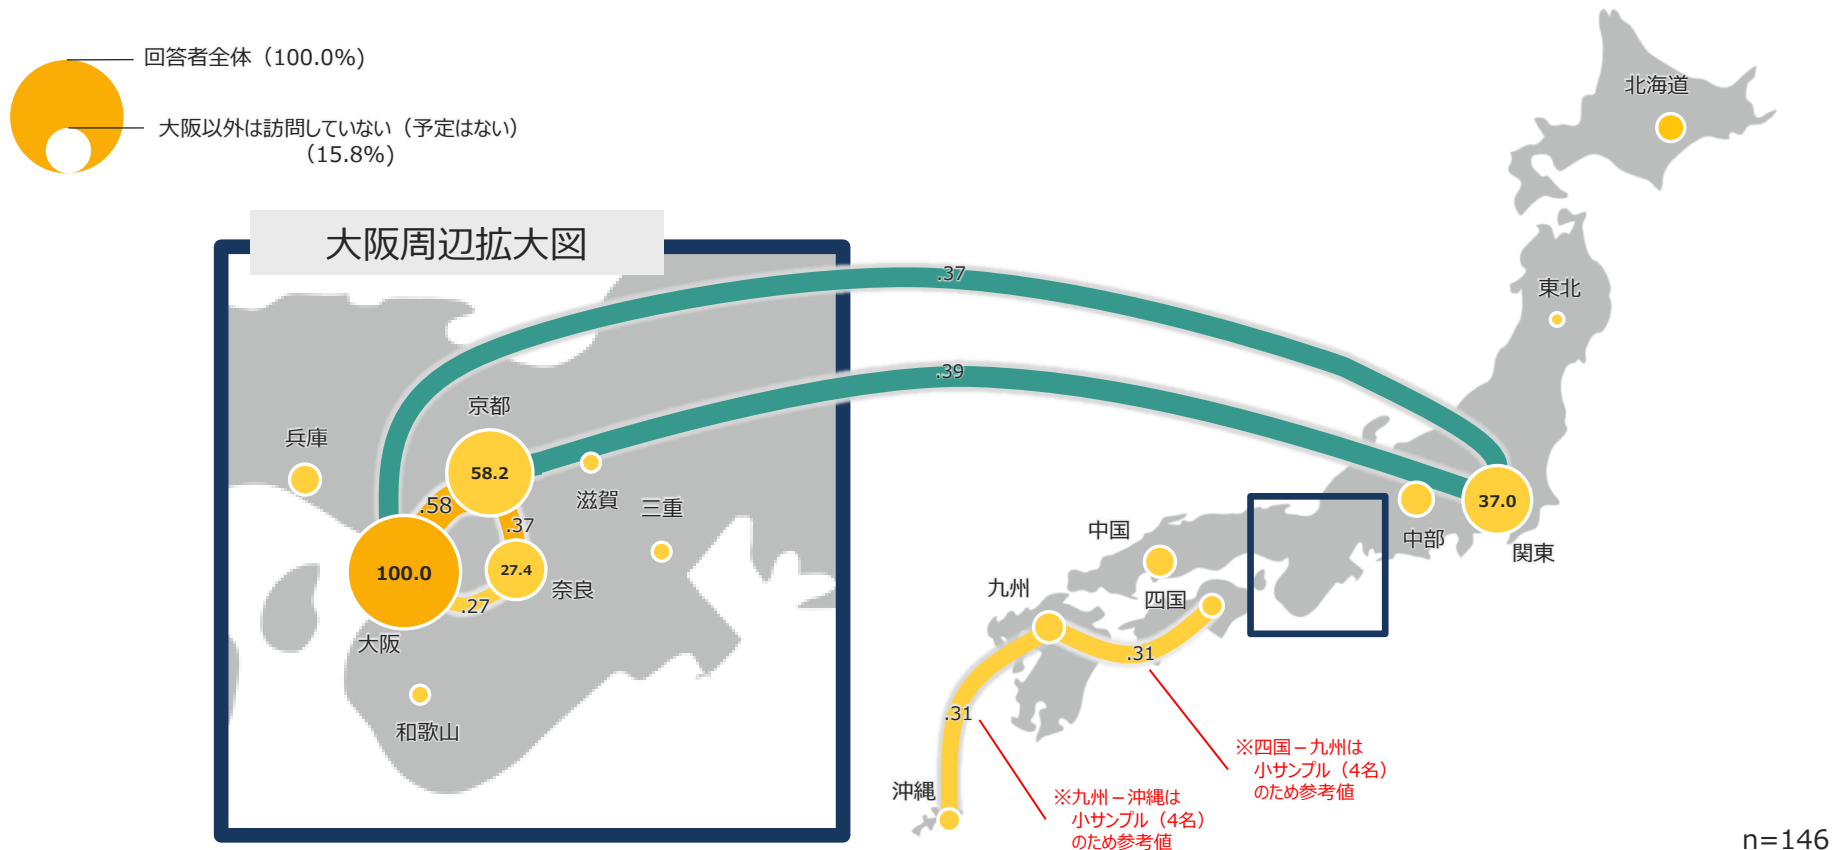 回答者全体（100.0%）
大阪以外は訪問していない（予定はない）
（15.8%）
大阪周辺拡大図
北海道
東北
.37
.39
京都
兵庫
58.2
.58
.37
滋賀
三重
100.0
27.4
奈良
.27
大阪
和歌山
37.0
中部
関東
中国
四国
九州
.31
.31
沖縄
※四国－九州は
小サンプル（4名）
のため参考値
※九州－沖縄は
小サンプル（4名）
のため参考値
n=146